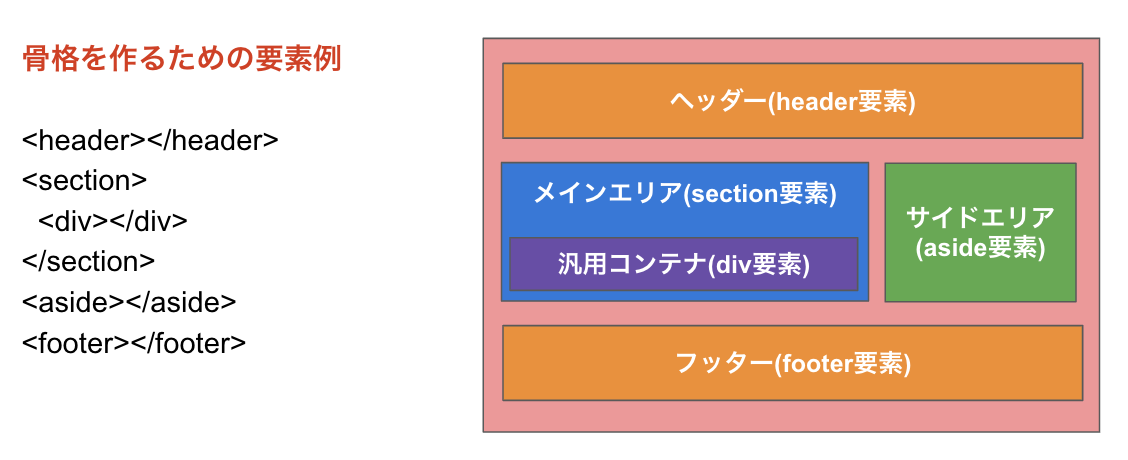 骨格を作るための要素例
<header></header>
<section>
<div></div>
</section>
<aside></aside>
<footer></footer>
ヘッダー(header要素)
メインエリア(section要素)
汎用コンテナ(div要素)
サイドエリア
(aside要素)
フッター(footer要素)